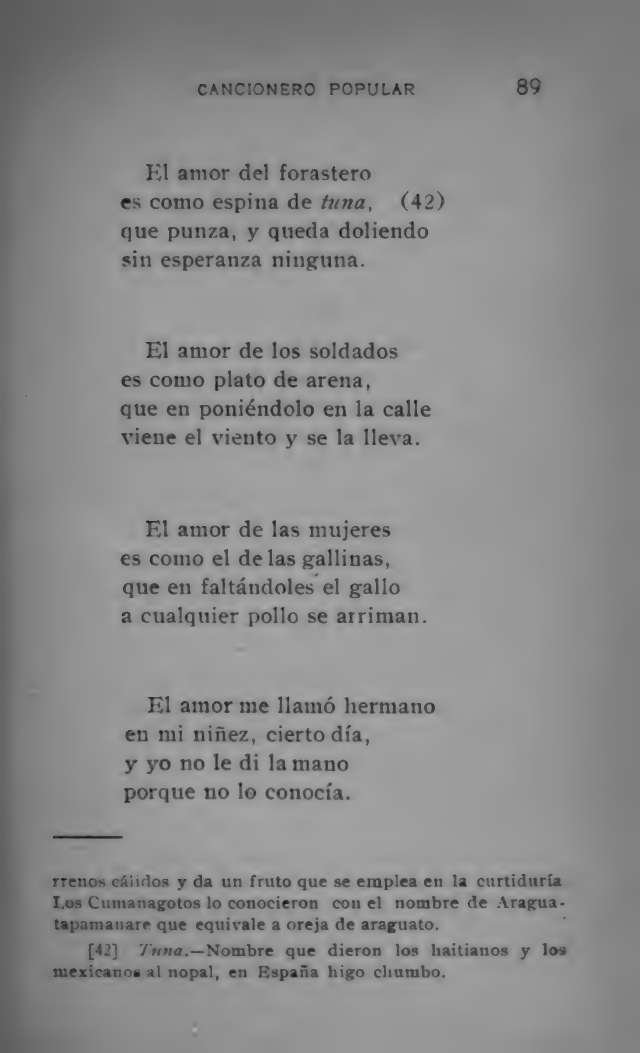 CANCIONERO POPULAR 89
El amor del forastero
es como espina de tuna, (42)
que punza, y queda doliendo
sin esperanza ninguna.
El amor de los soldados
es como plato de arena,
que en poniéndolo en la calle
viene el viento y se la lleva.
El amor de las mujeres
es como el de las gallinas,
que en faltándoles el gallo
a cualquier pollo se arriman.
El amor me llamó hermano
en mi niñez, cierto día,
y yo no le di la mano
porque no lo conocía.
rrenos cálidos y da un fruto que se emplea en la curtiduría
Los Cumanagotos lo conocieron con el nombre de Aragua-
tapamanare que equivale a oreja de araguato.
[42] Tuna.—Nombre que dieron los haitianos y los
mexicanos al nopal, en España higo chumbo.